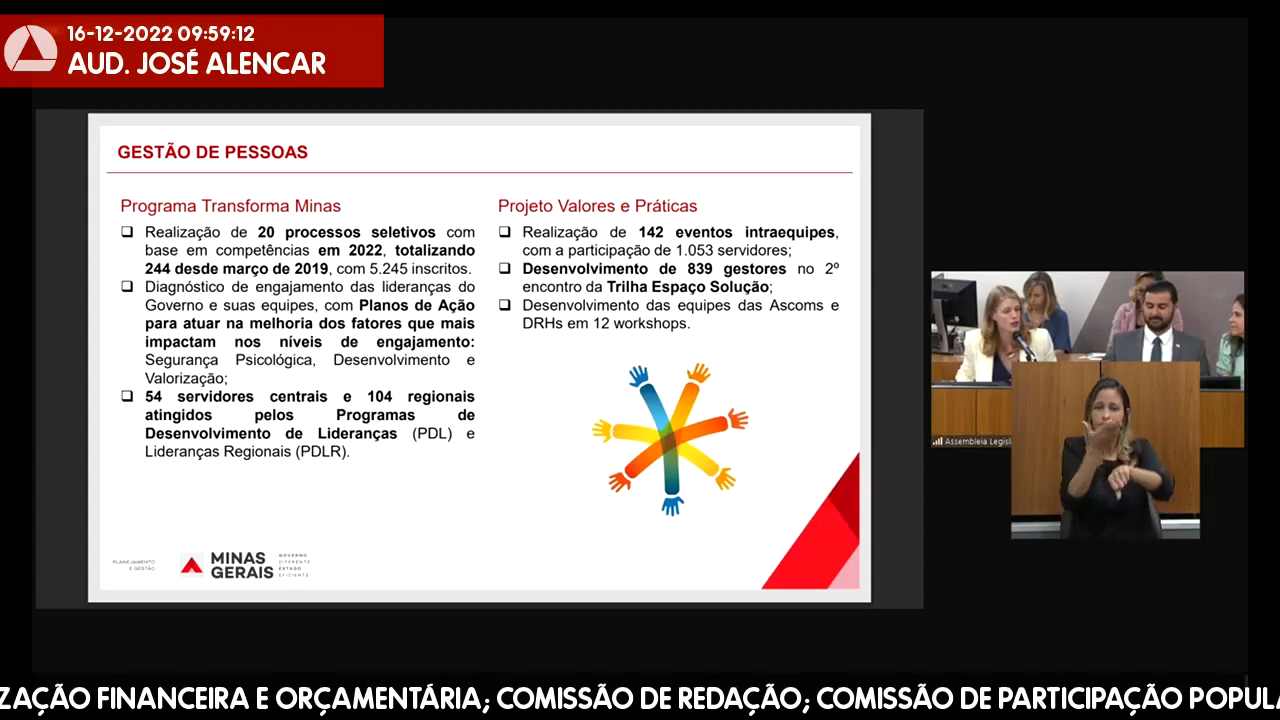 16-12-2022 09:59:12
AUD. JOSÉ ALENCAR
GESTÃO DE PESSOAS
Programa Transforma Minas
❑ Realização de 20 processos seletivos com
base em competências em 2022, totalizando
244 desde março de 2019, com 5.245 inscritos.
❑ Diagnóstico de engajamento das lideranças do
Governo e suas equipes, com Planos de Ação
para atuar na melhoria dos fatores que mais
impactam nos níveis de engajamento:
Segurança Psicológica, Desenvolvimento e
Valorização;
❑ 54 servidores centrais e 104 regionais
atingidos pelos Programas de
Desenvolvimento de Lideranças (PDL) e
Lideranças Regionais (PDLR).
Projeto Valores e Práticas
❑ Realização de 142 eventos intraequipes,
com a participação de 1.053 servidores;
❑ Desenvolvimento de 839 gestores no 2º
encontro da Trilha Espaço Solução;
❑ Desenvolvimento das equipes das Ascoms e
DRHs em 12 workshops.
PLANEJAMENTO
E GESTÃO
MINAS
GERAIS
GOVERNO
DIFERENTE
ESTADO
EFICIENTE
Assembleia Legisl
ZAÇÃO FINANCEIRA E ORÇAMENTÁRIA; COMISSÃO DE REDAÇÃO; COMISSÃO DE PARTICIPAÇÃO POPULA